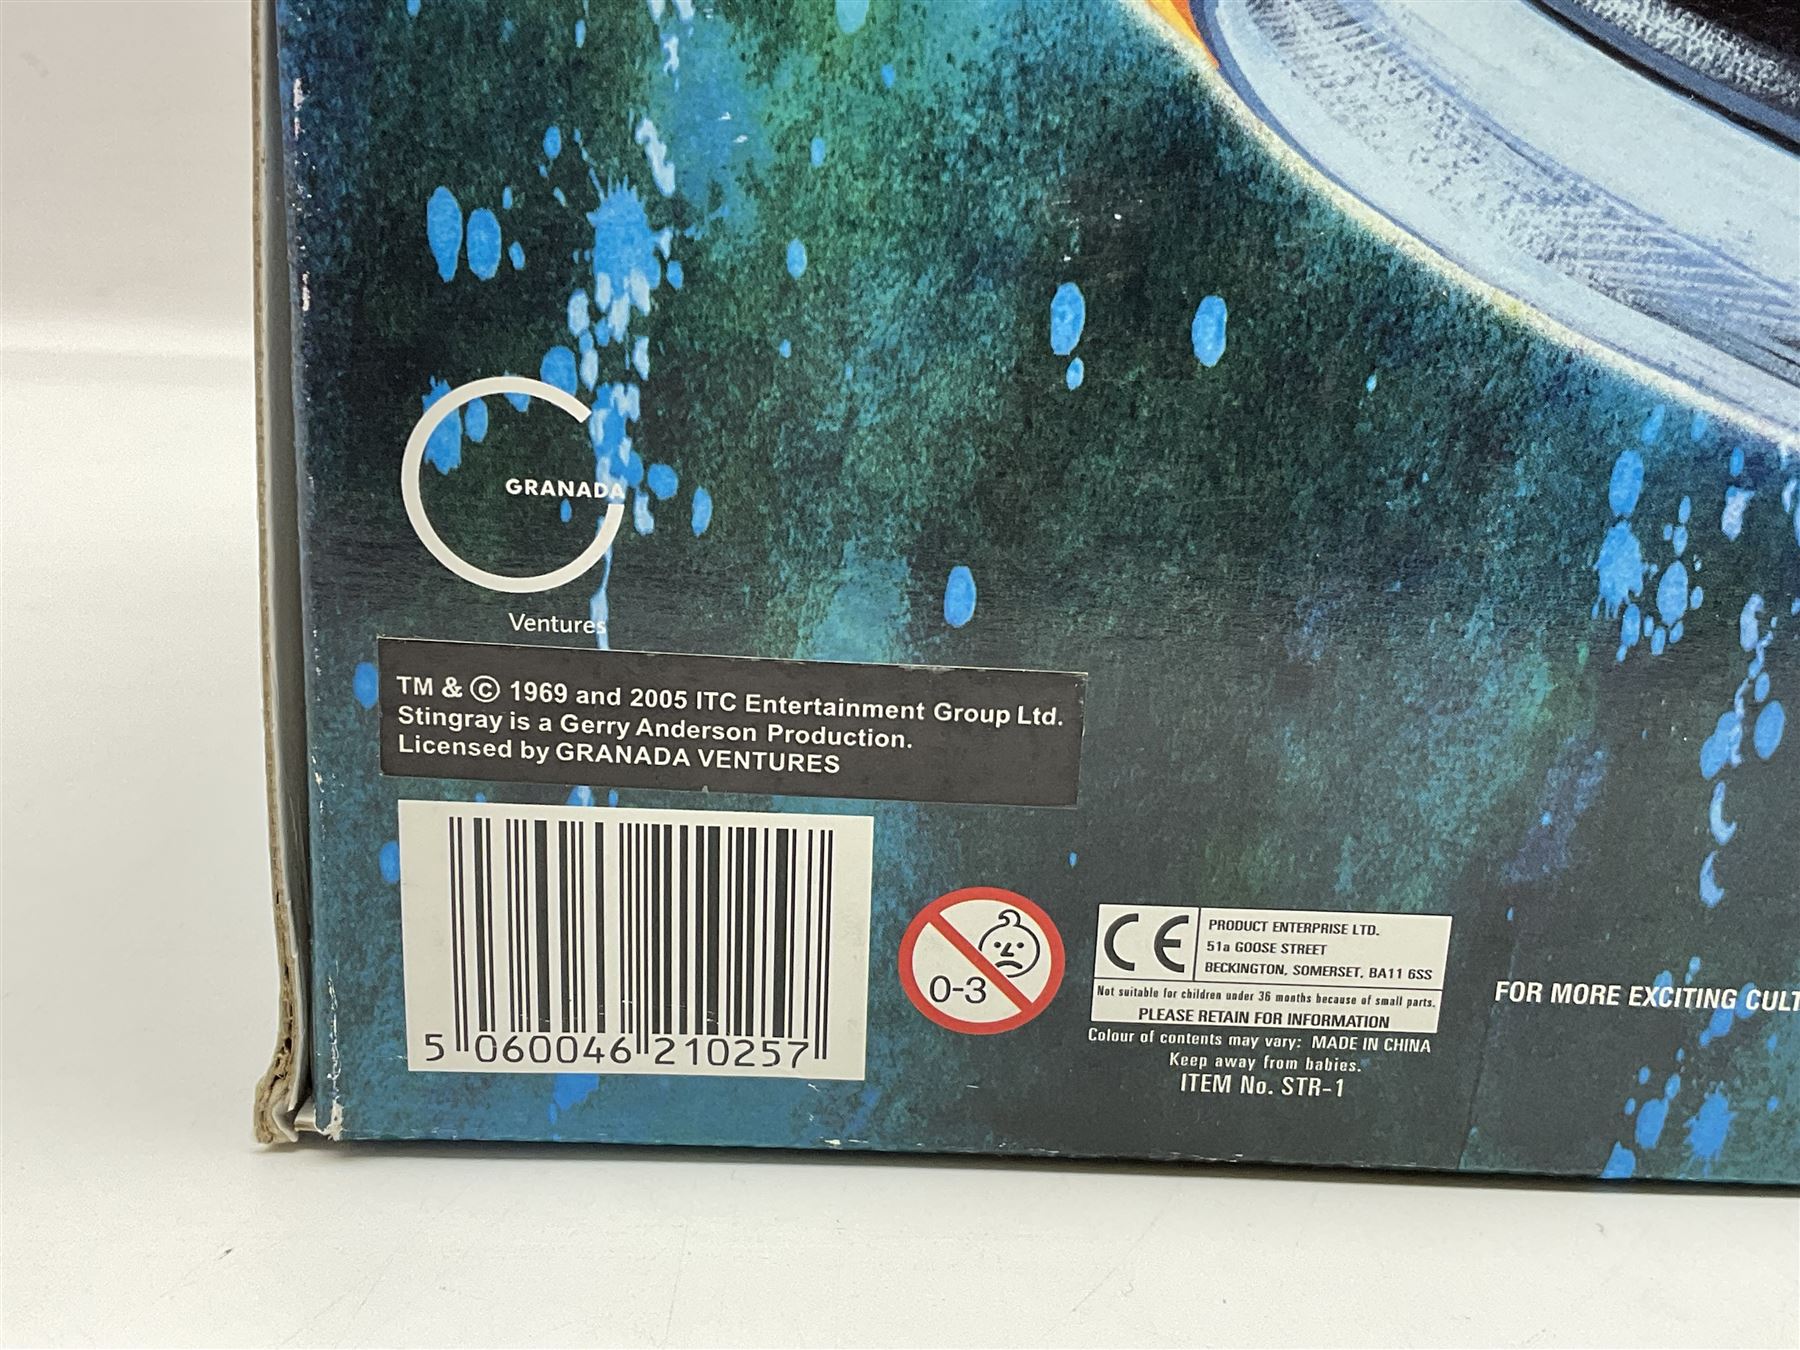 GRANADA
Ventures
TM & © 1969 and 2005 ITC Entertainment Group Ltd.
Stingray is a Gerry Anderson Production.
Licensed by GRANADA VENTURES
5 060046 210257
0-3
CE
PRODUCT ENTERPRISE LTD.
51a GOOSE STREET
BECKINGTON, SOMERSET, BA11 6SS
Not suitable for children under 36 months because of small parts.
PLEASE RETAIN FOR INFORMATION
Colour of contents may vary: MADE IN CHINA
Keep away from babies.
ITEM No. STR-1
FOR MORE EXCITING CULT